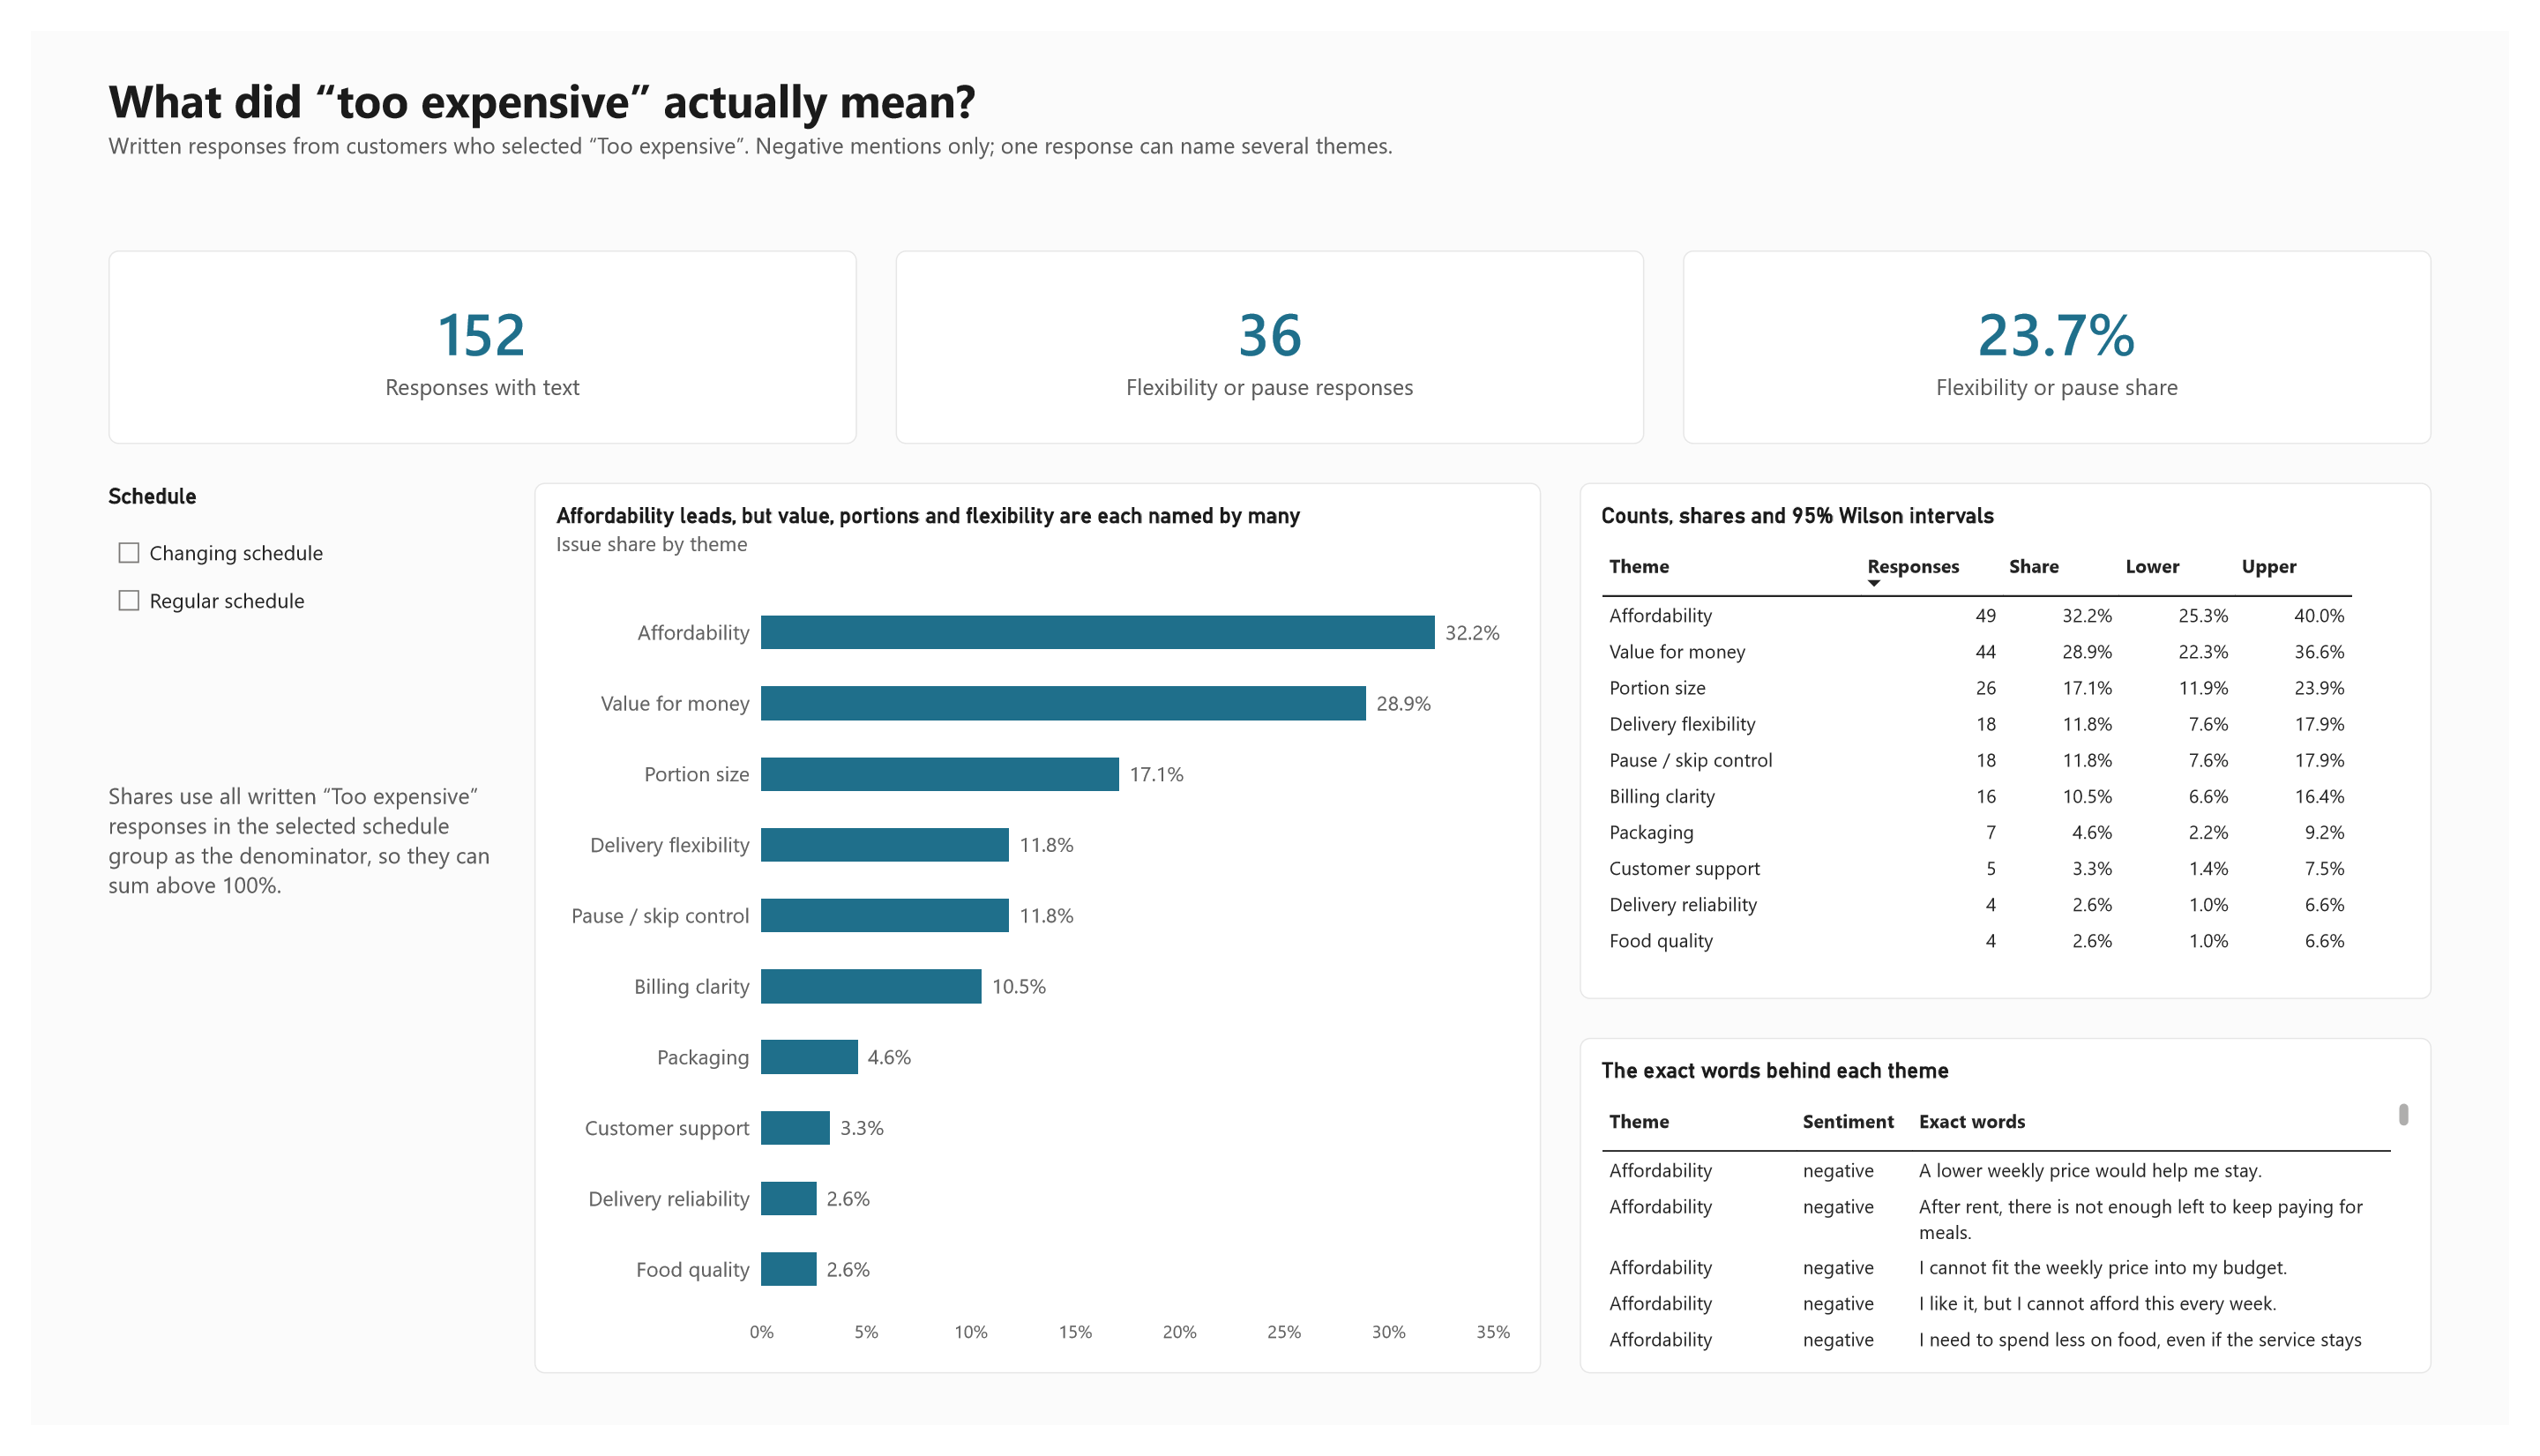 What did “too expensive” actually mean?
Written responses from customers who selected “Too expensive”. Negative mentions only; one response can name several themes.
152
Responses with text
36
Flexibility or pause responses
23.7%
Flexibility or pause share
Schedule
Changing schedule
Regular schedule
Shares use all written “Too expensive”
responses in the selected schedule
group as the denominator, so they can
sum above 100%.
Affordability leads, but value, portions and flexibility are each named by many
Issue share by theme
Affordability 32.2%
Value for money 28.9%
Portion size 17.1%
Delivery flexibility 11.8%
Pause / skip control 11.8%
Billing clarity 10.5%
Packaging 4.6%
Customer support 3.3%
Delivery reliability 2.6%
Food quality 2.6%
0% 5% 10% 15% 20% 25% 30% 35%
Counts, shares and 95% Wilson intervals
Theme Responses Share Lower Upper
Affordability 49 32.2% 25.3% 40.0%
Value for money 44 28.9% 22.3% 36.6%
Portion size 26 17.1% 11.9% 23.9%
Delivery flexibility 18 11.8% 7.6% 17.9%
Pause / skip control 18 11.8% 7.6% 17.9%
Billing clarity 16 10.5% 6.6% 16.4%
Packaging 7 4.6% 2.2% 9.2%
Customer support 5 3.3% 1.4% 7.5%
Delivery reliability 4 2.6% 1.0% 6.6%
Food quality 4 2.6% 1.0% 6.6%
The exact words behind each theme
Theme Sentiment Exact words
Affordability negative A lower weekly price would help me stay.
Affordability negative After rent, there is not enough left to keep paying for
meals.
Affordability negative I cannot fit the weekly price into my budget.
Affordability negative I like it, but I cannot afford this every week.
Affordability negative I need to spend less on food, even if the service stays